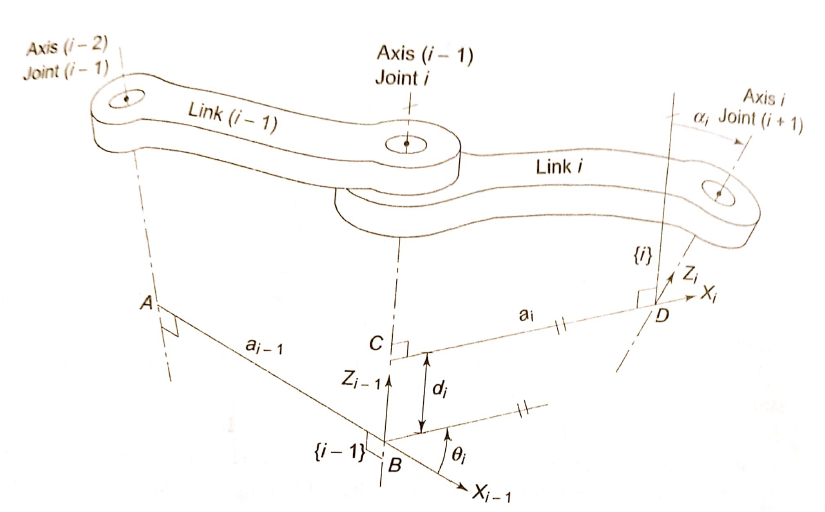 Axis (i – 2)
Joint (i – 1)
Axis (i – 1)
Joint i
Axis i
αi Joint (i + 1)
Link (i – 1)
Link i
{i}
Zi
Xi
D
A
ai
ai – 1
C
Zi – 1
di
{i – 1}
B
θi
Xi – 1